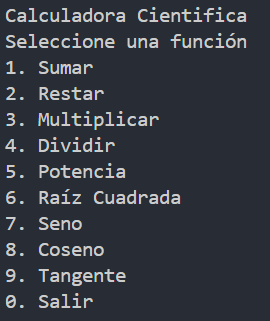 Calculadora Cientifica
Seleccione una función
1. Sumar
2. Restar
3. Multiplicar
4. Dividir
5. Potencia
6. Raíz Cuadrada
7. Seno
8. Coseno
9. Tangente
0. Salir